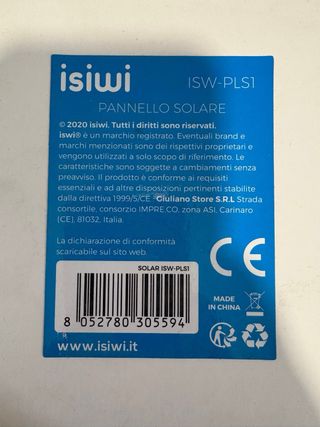 isiwi ISW-PLS1
PANNELLO SOLARE
© 2020 isiwi. Tutti i diritti sono riservati.
iswi® è un marchio registrato. Eventuali brand e
marchi menzionati sono dei rispettivi proprietari e
vengono utilizzati a solo scopo di riferimento. Le
caratteristiche sono soggette a cambiamenti senza
preavviso. Il prodotto è conforme ai requisiti
essenziali e ad altre disposizioni pertinenti stabilite
dalla direttiva 1999/5/CE. Giuliano Store S.R.L Strada
consortile, consorzio IMPRE.CO, zona ASI, Carinaro
(CE), 81032, Italia.
La dichiarazione di conformità
scaricabile sul sito web.
CE
SOLAR ISW-PLS1
8 052780 305594
MADE IN
CHINA
www.isiwi.it